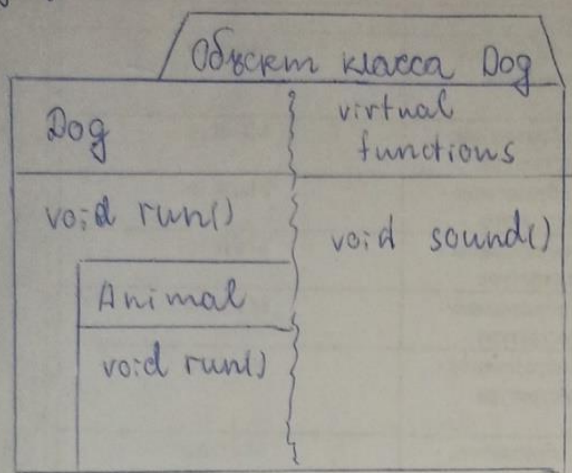 Объект класса Dog
Dog
virtual
functions
void run()
void sound()
Animal
void run()